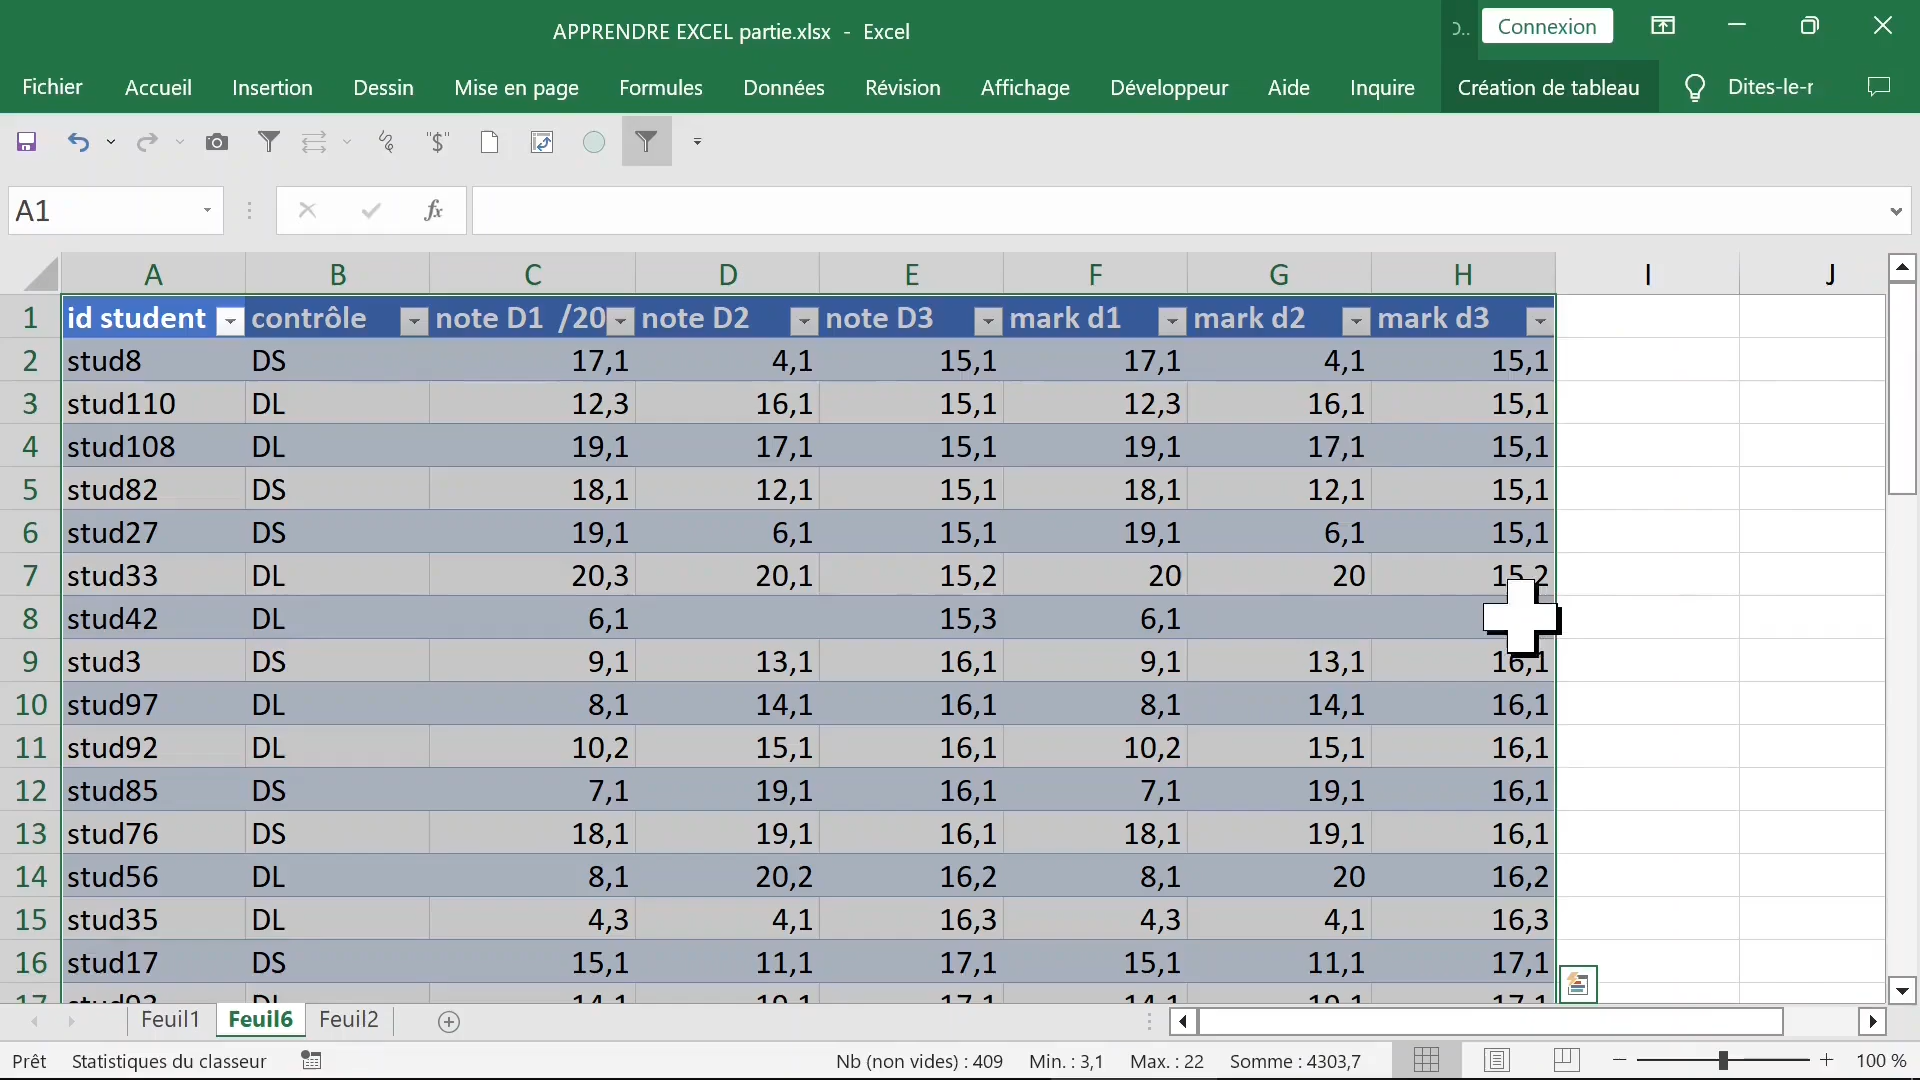 APPRENDRE EXCEL partie.xlsx - Excel
Connexion
Fichier Accueil Insertion Dessin Mise en page Formules Données Révision Affichage Développeur Aide Inquire Création de tableau Dites-le-r
"$"
A1 fx
A B C D E F G H I J
1 id student contrôle note D1 /20 note D2 note D3 mark d1 mark d2 mark d3
2 stud8 DS 17,1 4,1 15,1 17,1 4,1 15,1
3 stud110 DL 12,3 16,1 15,1 12,3 16,1 15,1
4 stud108 DL 19,1 17,1 15,1 19,1 17,1 15,1
5 stud82 DS 18,1 12,1 15,1 18,1 12,1 15,1
6 stud27 DS 19,1 6,1 15,1 19,1 6,1 15,1
7 stud33 DL 20,3 20,1 15,2 20 20 15,2
8 stud42 DL 6,1 15,3 6,1
9 stud3 DS 9,1 13,1 16,1 9,1 13,1 16,1
10 stud97 DL 8,1 14,1 16,1 8,1 14,1 16,1
11 stud92 DL 10,2 15,1 16,1 10,2 15,1 16,1
12 stud85 DS 7,1 19,1 16,1 7,1 19,1 16,1
13 stud76 DS 18,1 19,1 16,1 18,1 19,1 16,1
14 stud56 DL 8,1 20,2 16,2 8,1 20 16,2
15 stud35 DL 4,3 4,1 16,3 4,3 4,1 16,3
16 stud17 DS 15,1 11,1 17,1 15,1 11,1 17,1
17 stud93 DL 14,1 10,1 17,1 14,1 10,1 17,1
Feuil1 Feuil6 Feuil2
Prêt Statistiques du classeur Nb (non vides) : 409 Min. : 3,1 Max. : 22 Somme : 4303,7 100 %